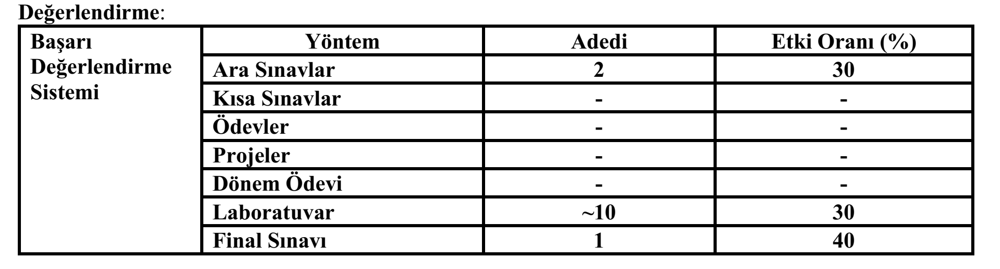 Değerlendirme:
Başarı Değerlendirme Sistemi
Yöntem Adedi Etki Oranı (%)
Ara Sınavlar 2 30
Kısa Sınavlar - -
Ödevler - -
Projeler - -
Dönem Ödevi - -
Laboratuvar ~10 30
Final Sınavı 1 40